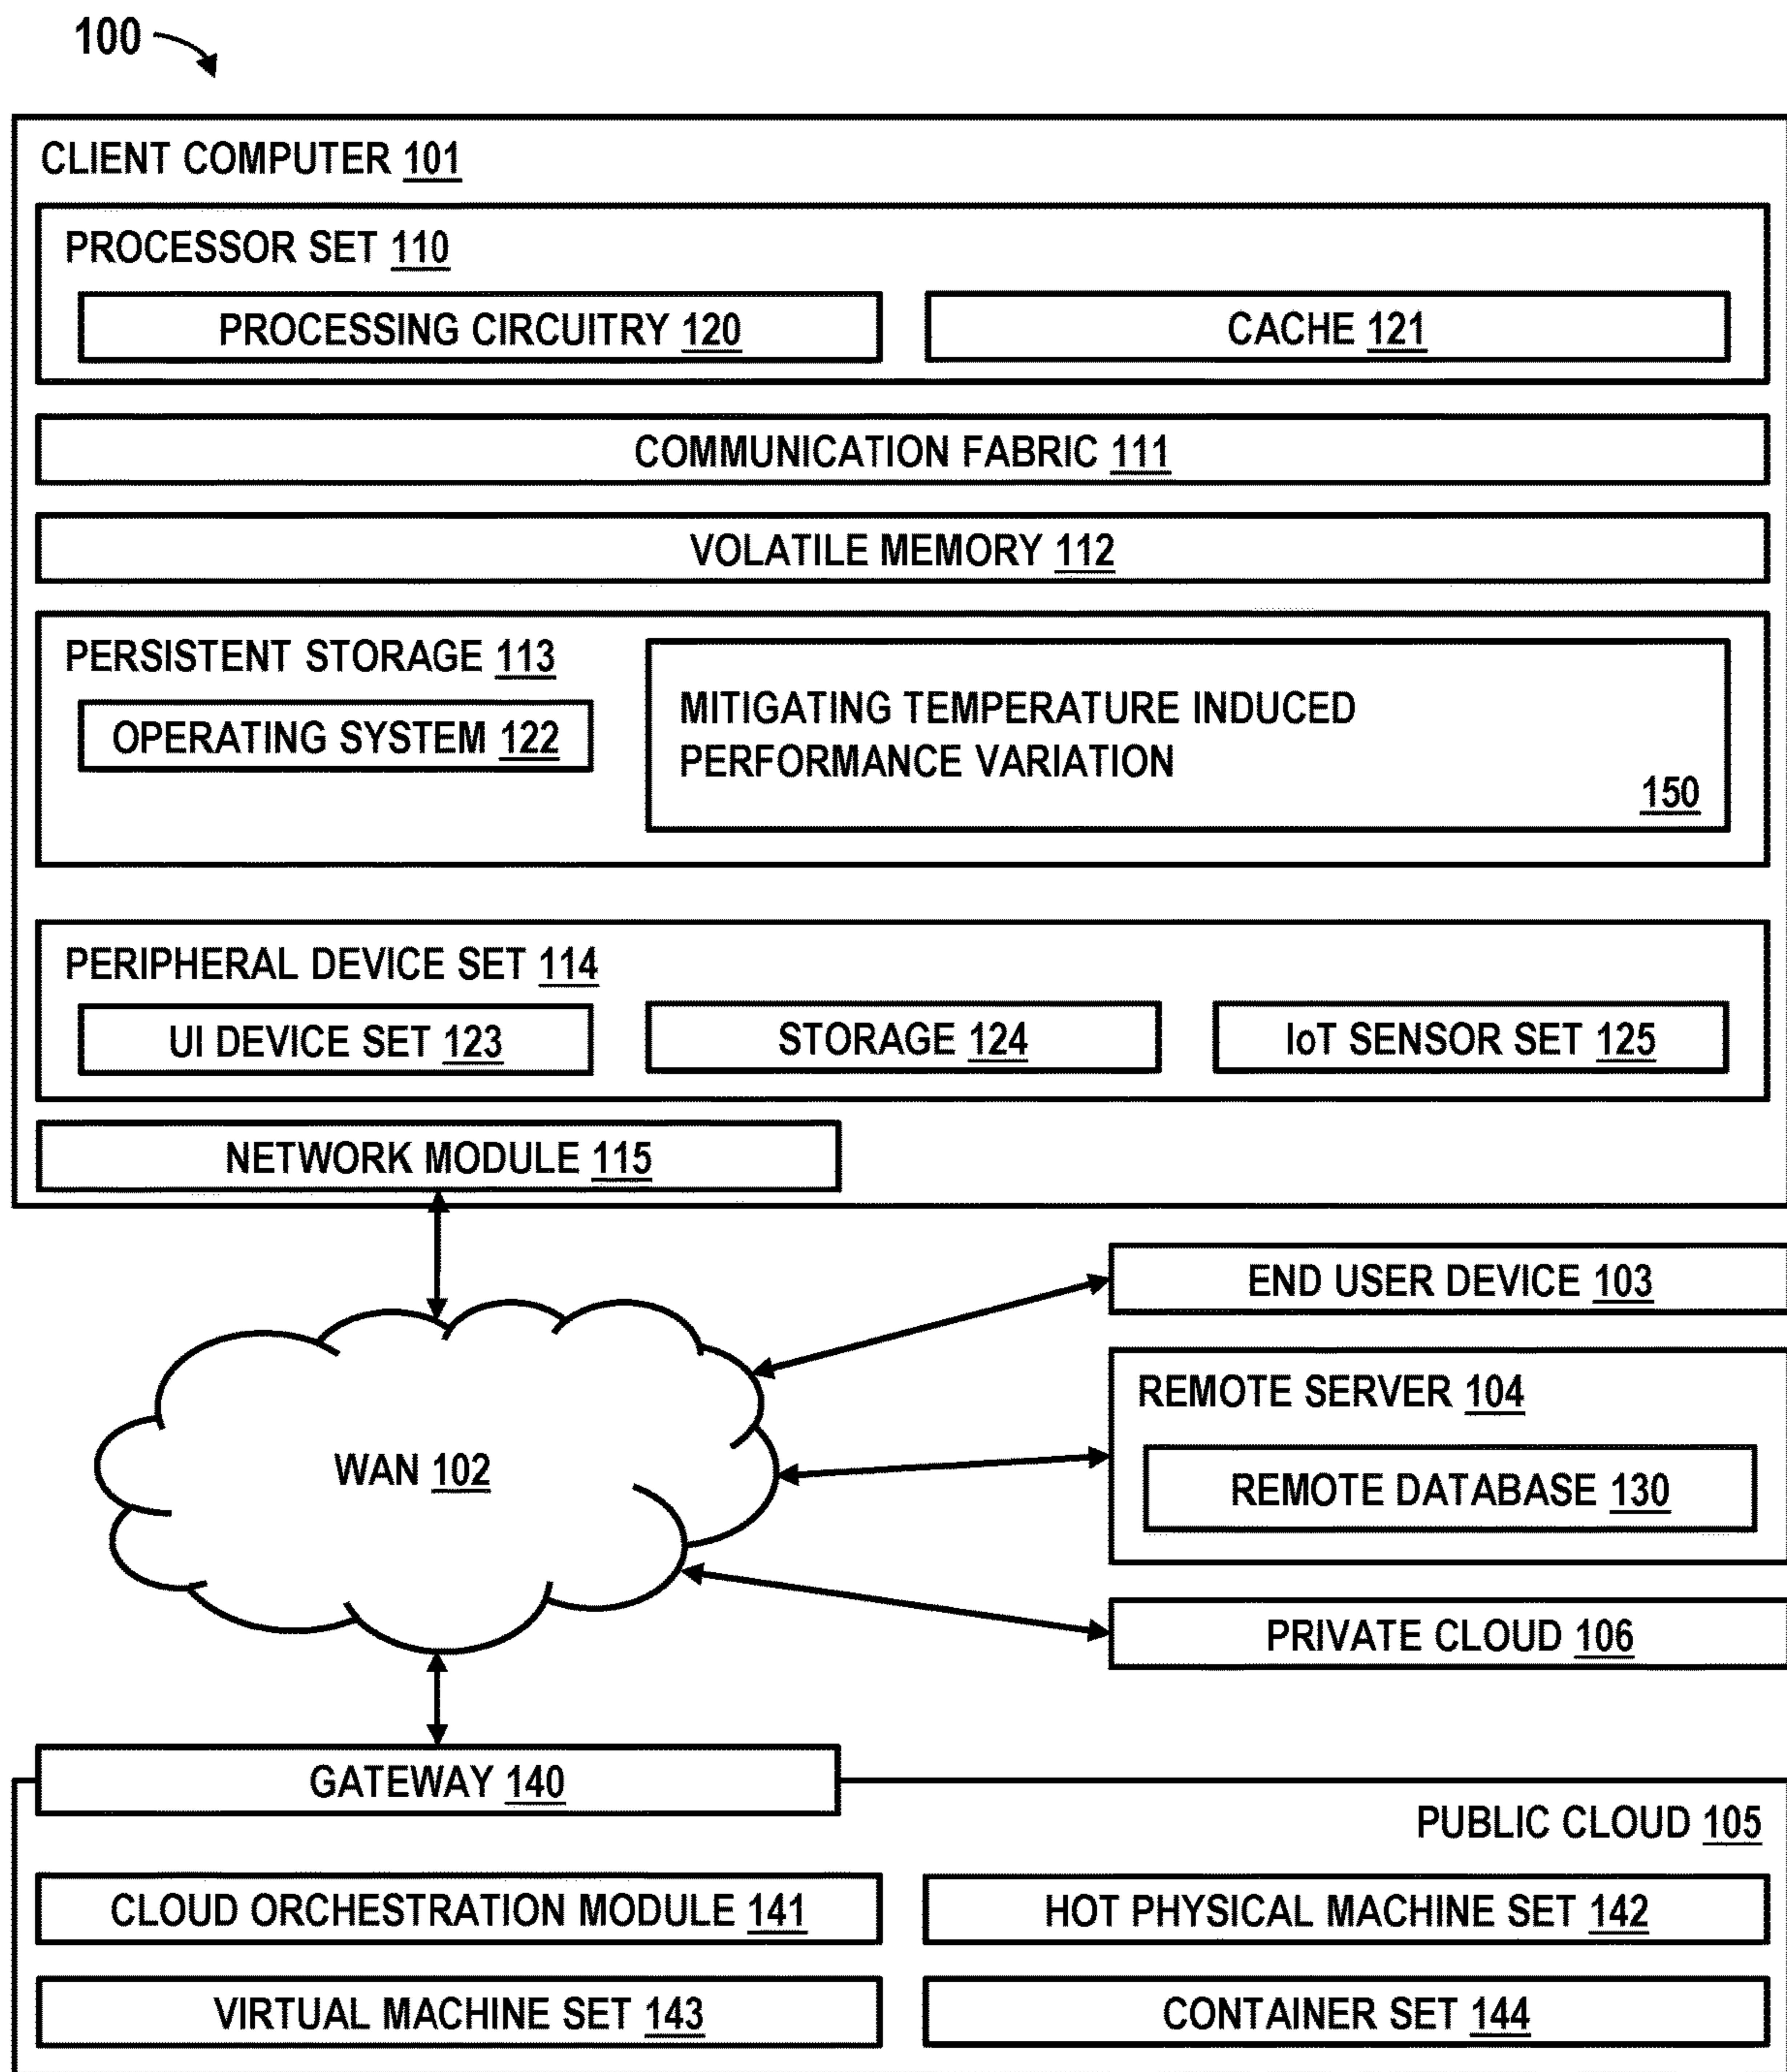 100
CLIENT COMPUTER 101
PROCESSOR SET 110
PROCESSING CIRCUITRY 120
CACHE 121
COMMUNICATION FABRIC 111
VOLATILE MEMORY 112
PERSISTENT STORAGE 113
OPERATING SYSTEM 122
MITIGATING TEMPERATURE INDUCED
PERFORMANCE VARIATION
150
PERIPHERAL DEVICE SET 114
UI DEVICE SET 123
STORAGE 124
IoT SENSOR SET 125
NETWORK MODULE 115
END USER DEVICE 103
REMOTE SERVER 104
WAN 102
REMOTE DATABASE 130
PRIVATE CLOUD 106
GATEWAY 140
PUBLIC CLOUD 105
CLOUD ORCHESTRATION MODULE 141
HOT PHYSICAL MACHINE SET 142
VIRTUAL MACHINE SET 143
CONTAINER SET 144